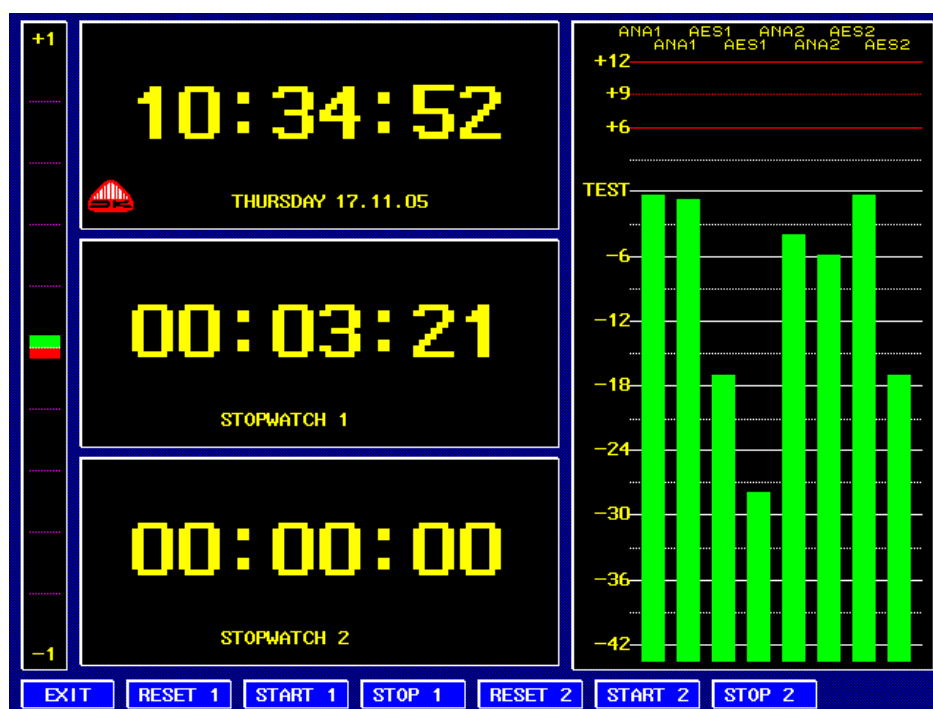 +1
-1
10:34:52
DK
THURSDAY 17.11.05
00:03:21
STOPWATCH 1
00:00:00
STOPWATCH 2
ANA1 AES1 ANA2 AES2
ANA1 AES1 ANA2 AES2
+12
+9
+6
TEST
-6
-12
-18
-24
-30
-36
-42
EXIT RESET 1 START 1 STOP 1 RESET 2 START 2 STOP 2